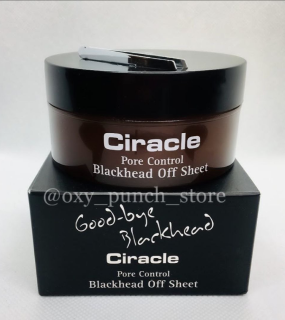 Ciracle
Pore Control
Blackhead Off Sheet
@oxy_punch_store
Good-bye
Blackhead
Ciracle
Pore Control
Blackhead Off Sheet